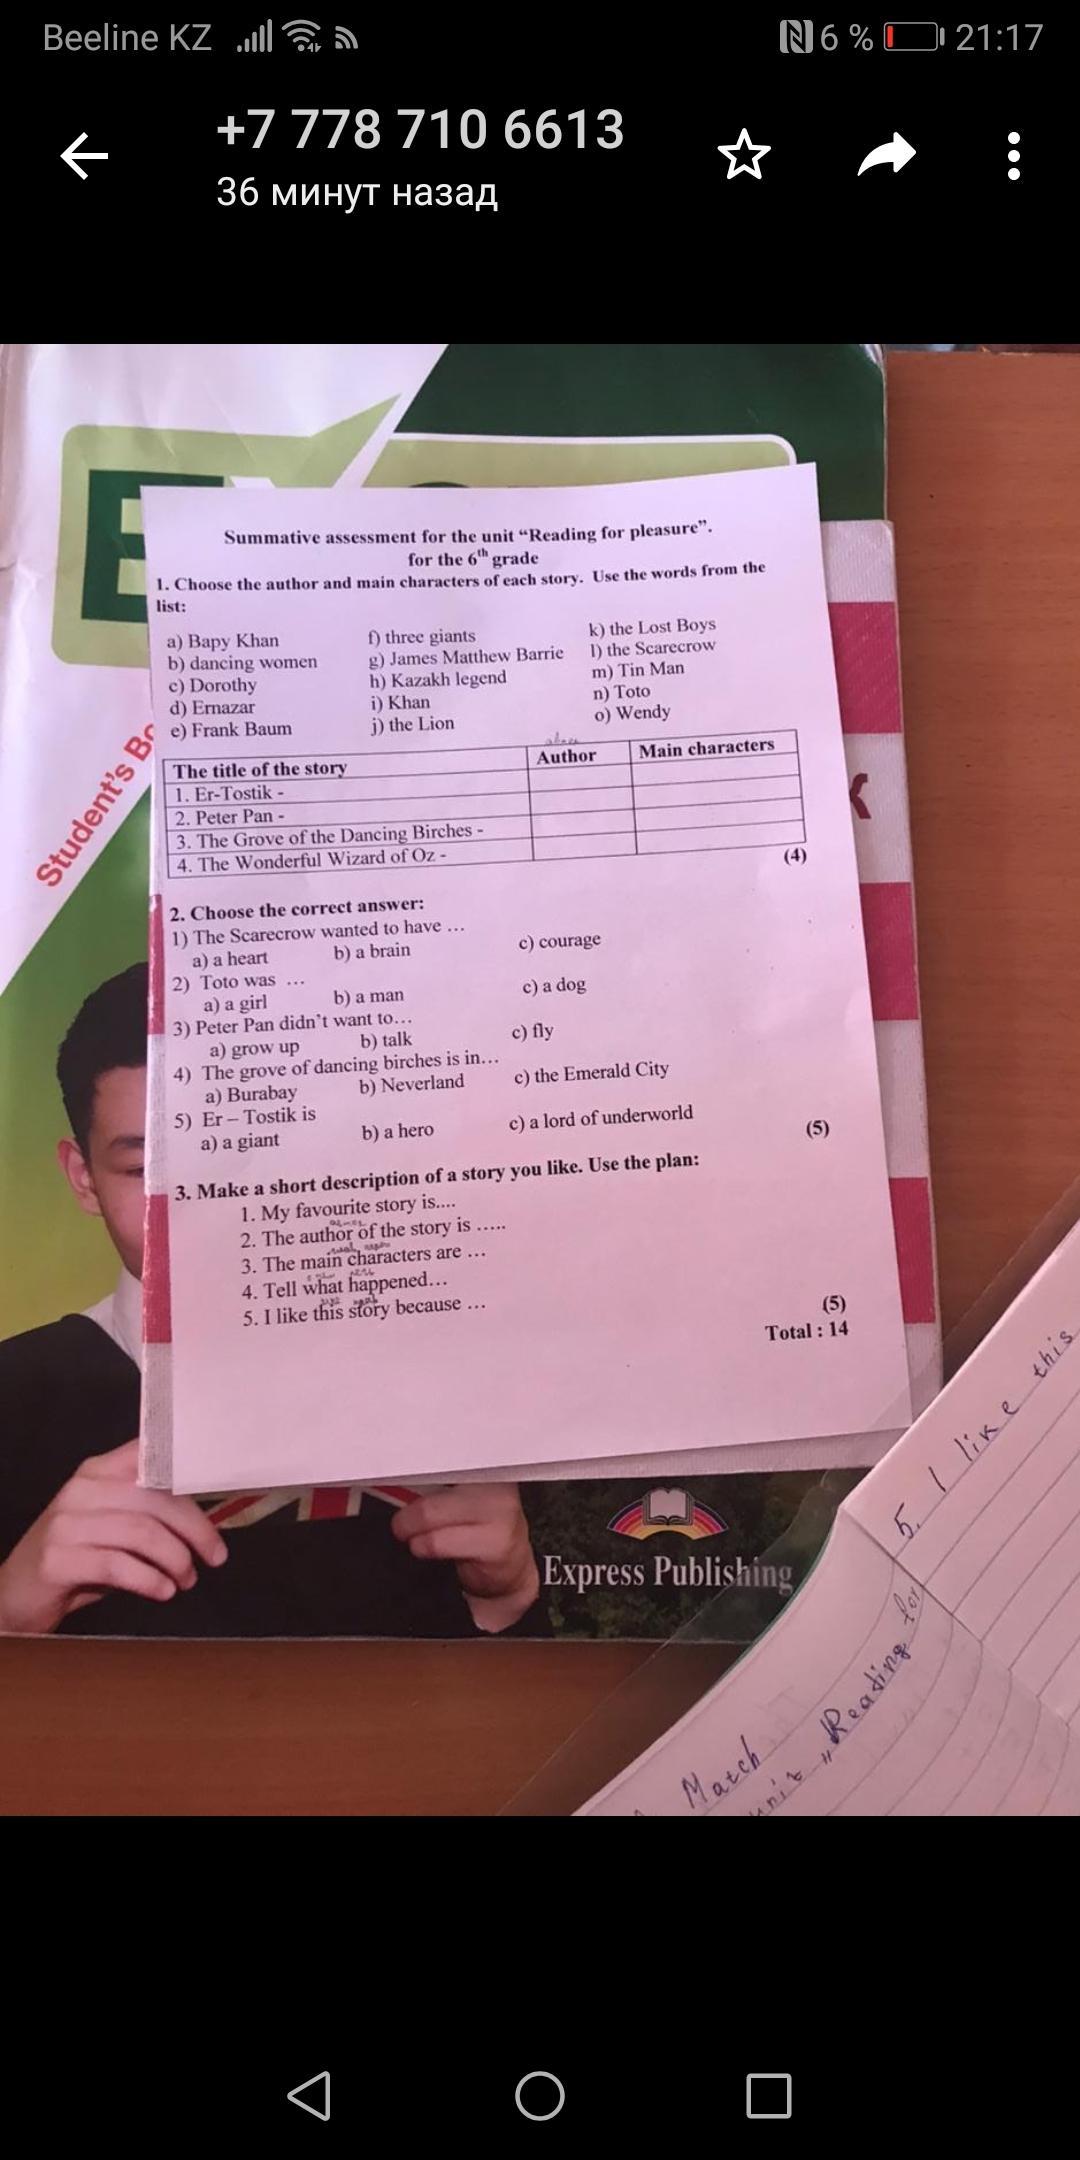 Beeline KZ
6 % 21:17
+7 778 710 6613
36 минут назад
Student's Bo
Summative assessment for the unit “Reading for pleasure”.
for the 6th grade
1. Choose the author and main characters of each story. Use the words from the
list:
a) Bapy Khan f) three giants k) the Lost Boys
b) dancing women g) James Matthew Barrie l) the Scarecrow
c) Dorothy h) Kazakh legend m) Tin Man
d) Ernazar i) Khan n) Toto
e) Frank Baum j) the Lion o) Wendy
The title of the story Author Main characters
1. Er-Tostik -
2. Peter Pan -
3. The Grove of the Dancing Birches -
4. The Wonderful Wizard of Oz -
(4)
2. Choose the correct answer:
1) The Scarecrow wanted to have …
a) a heart b) a brain c) courage
2) Toto was …
a) a girl b) a man c) a dog
3) Peter Pan didn’t want to…
a) grow up b) talk c) fly
4) The grove of dancing birches is in…
a) Burabay b) Neverland c) the Emerald City
5) Er – Tostik is
a) a giant b) a hero c) a lord of underworld
(5)
3. Make a short description of a story you like. Use the plan:
1. My favourite story is....
2. The author of the story is …..
3. The main characters are …
4. Tell what happened…
5. I like this story because …
(5)
Total : 14
Express Publishing
5. I like this
Match
"Reading for